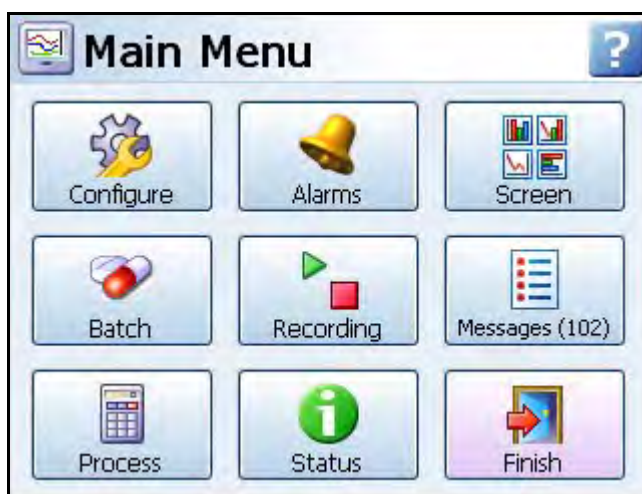 Main Menu ?
Configure Alarms Screen
Batch Recording Messages (102)
Process Status Finish